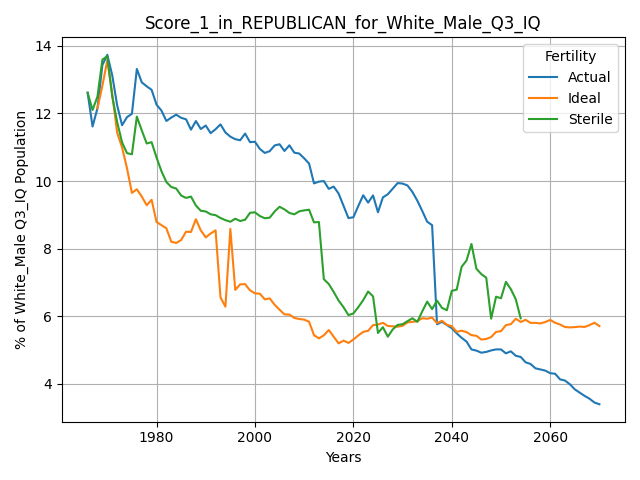 Score_1_in_REPUBLICAN_for_White_Male_Q3_IQ
Fertility
Actual
Ideal
Sterile
% of White_Male Q3_IQ Population
14
12
10
8
6
4
1980
2000
2020
2040
2060
Years